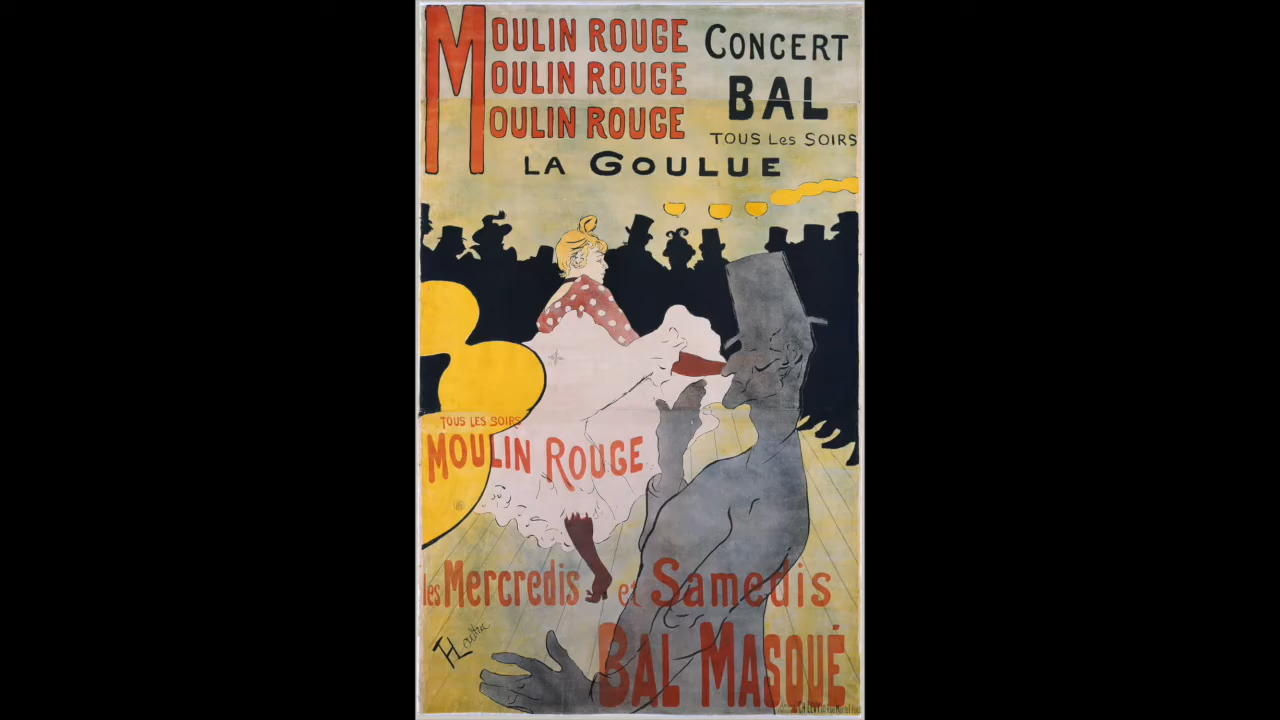 MOULIN ROUGE CONCERT
MOULIN ROUGE BAL
MOULIN ROUGE TOUS Les SOIRS
LA GOULUE
TOUS LES SOIRS
MOULIN ROUGE
les Mercredis et Samedis
BAL MASQUÉ